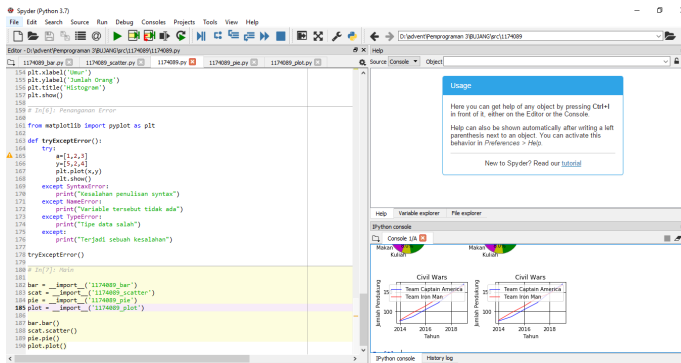 Spyder (Python 3.7)
File Edit Search Source Run Debug Consoles Projects Tools View Help
D:\advent\Pemprograman 3\BUJANG\src\1174089
Editor - D:\advent\Pemprograman 3\BUJANG\src\1174089\1174089.py
1174089_bar.py 1174089_scatter.py 1174089.py 1174089_pie.py 1174089_plot.py
154 plt.xlabel('Umur')
155 plt.ylabel('Jumlah Orang')
156 plt.title('Histogram')
157 plt.show()
158
159 # In[6]: Penanganan Error
160
161 from matplotlib import pyplot as plt
162
163 def tryExceptError():
164 try:
165 a=[1,2,3]
166 y=[5,2,4]
167 plt.plot(x,y)
168 plt.show()
169 except SyntaxError:
170 print("Kesalahan penulisan syntax")
171 except NameError:
172 print("Variable tersebut tidak ada")
173 except TypeError:
174 print("Tipe data salah")
175 except:
176 print("Terjadi sebuah kesalahan")
177
178 tryExceptError()
179
180 # In[7]: Main
181
182 bar = __import__('1174089_bar')
183 scat = __import__('1174089_scatter')
184 pie = __import__('1174089_pie')
185 plot = __import__('1174089_plot')
186
187 bar.bar()
188 scat.scatter()
189 pie.pie()
190 plot.plot()
Help
Source Console Object
Usage
Here you can get help of any object by pressing Ctrl+I
in front of it, either on the Editor or the Console.
Help can also be shown automatically after writing a left
parenthesis next to an object. You can activate this
behavior in Preferences > Help.
New to Spyder? Read our tutorial
Help Variable explorer File explorer
IPython console
Console 1/A
Makan Kuliah
Makan Kuliah
Civil Wars
Team Captain America
Team Iron Man
Jumlah Pendukung
15
100
2014 2016 2018
Tahun
Civil Wars
Team Captain America
Team Iron Man
Jumlah Pendukung
15
100
2014 2016 2018
Tahun
IPython console History log